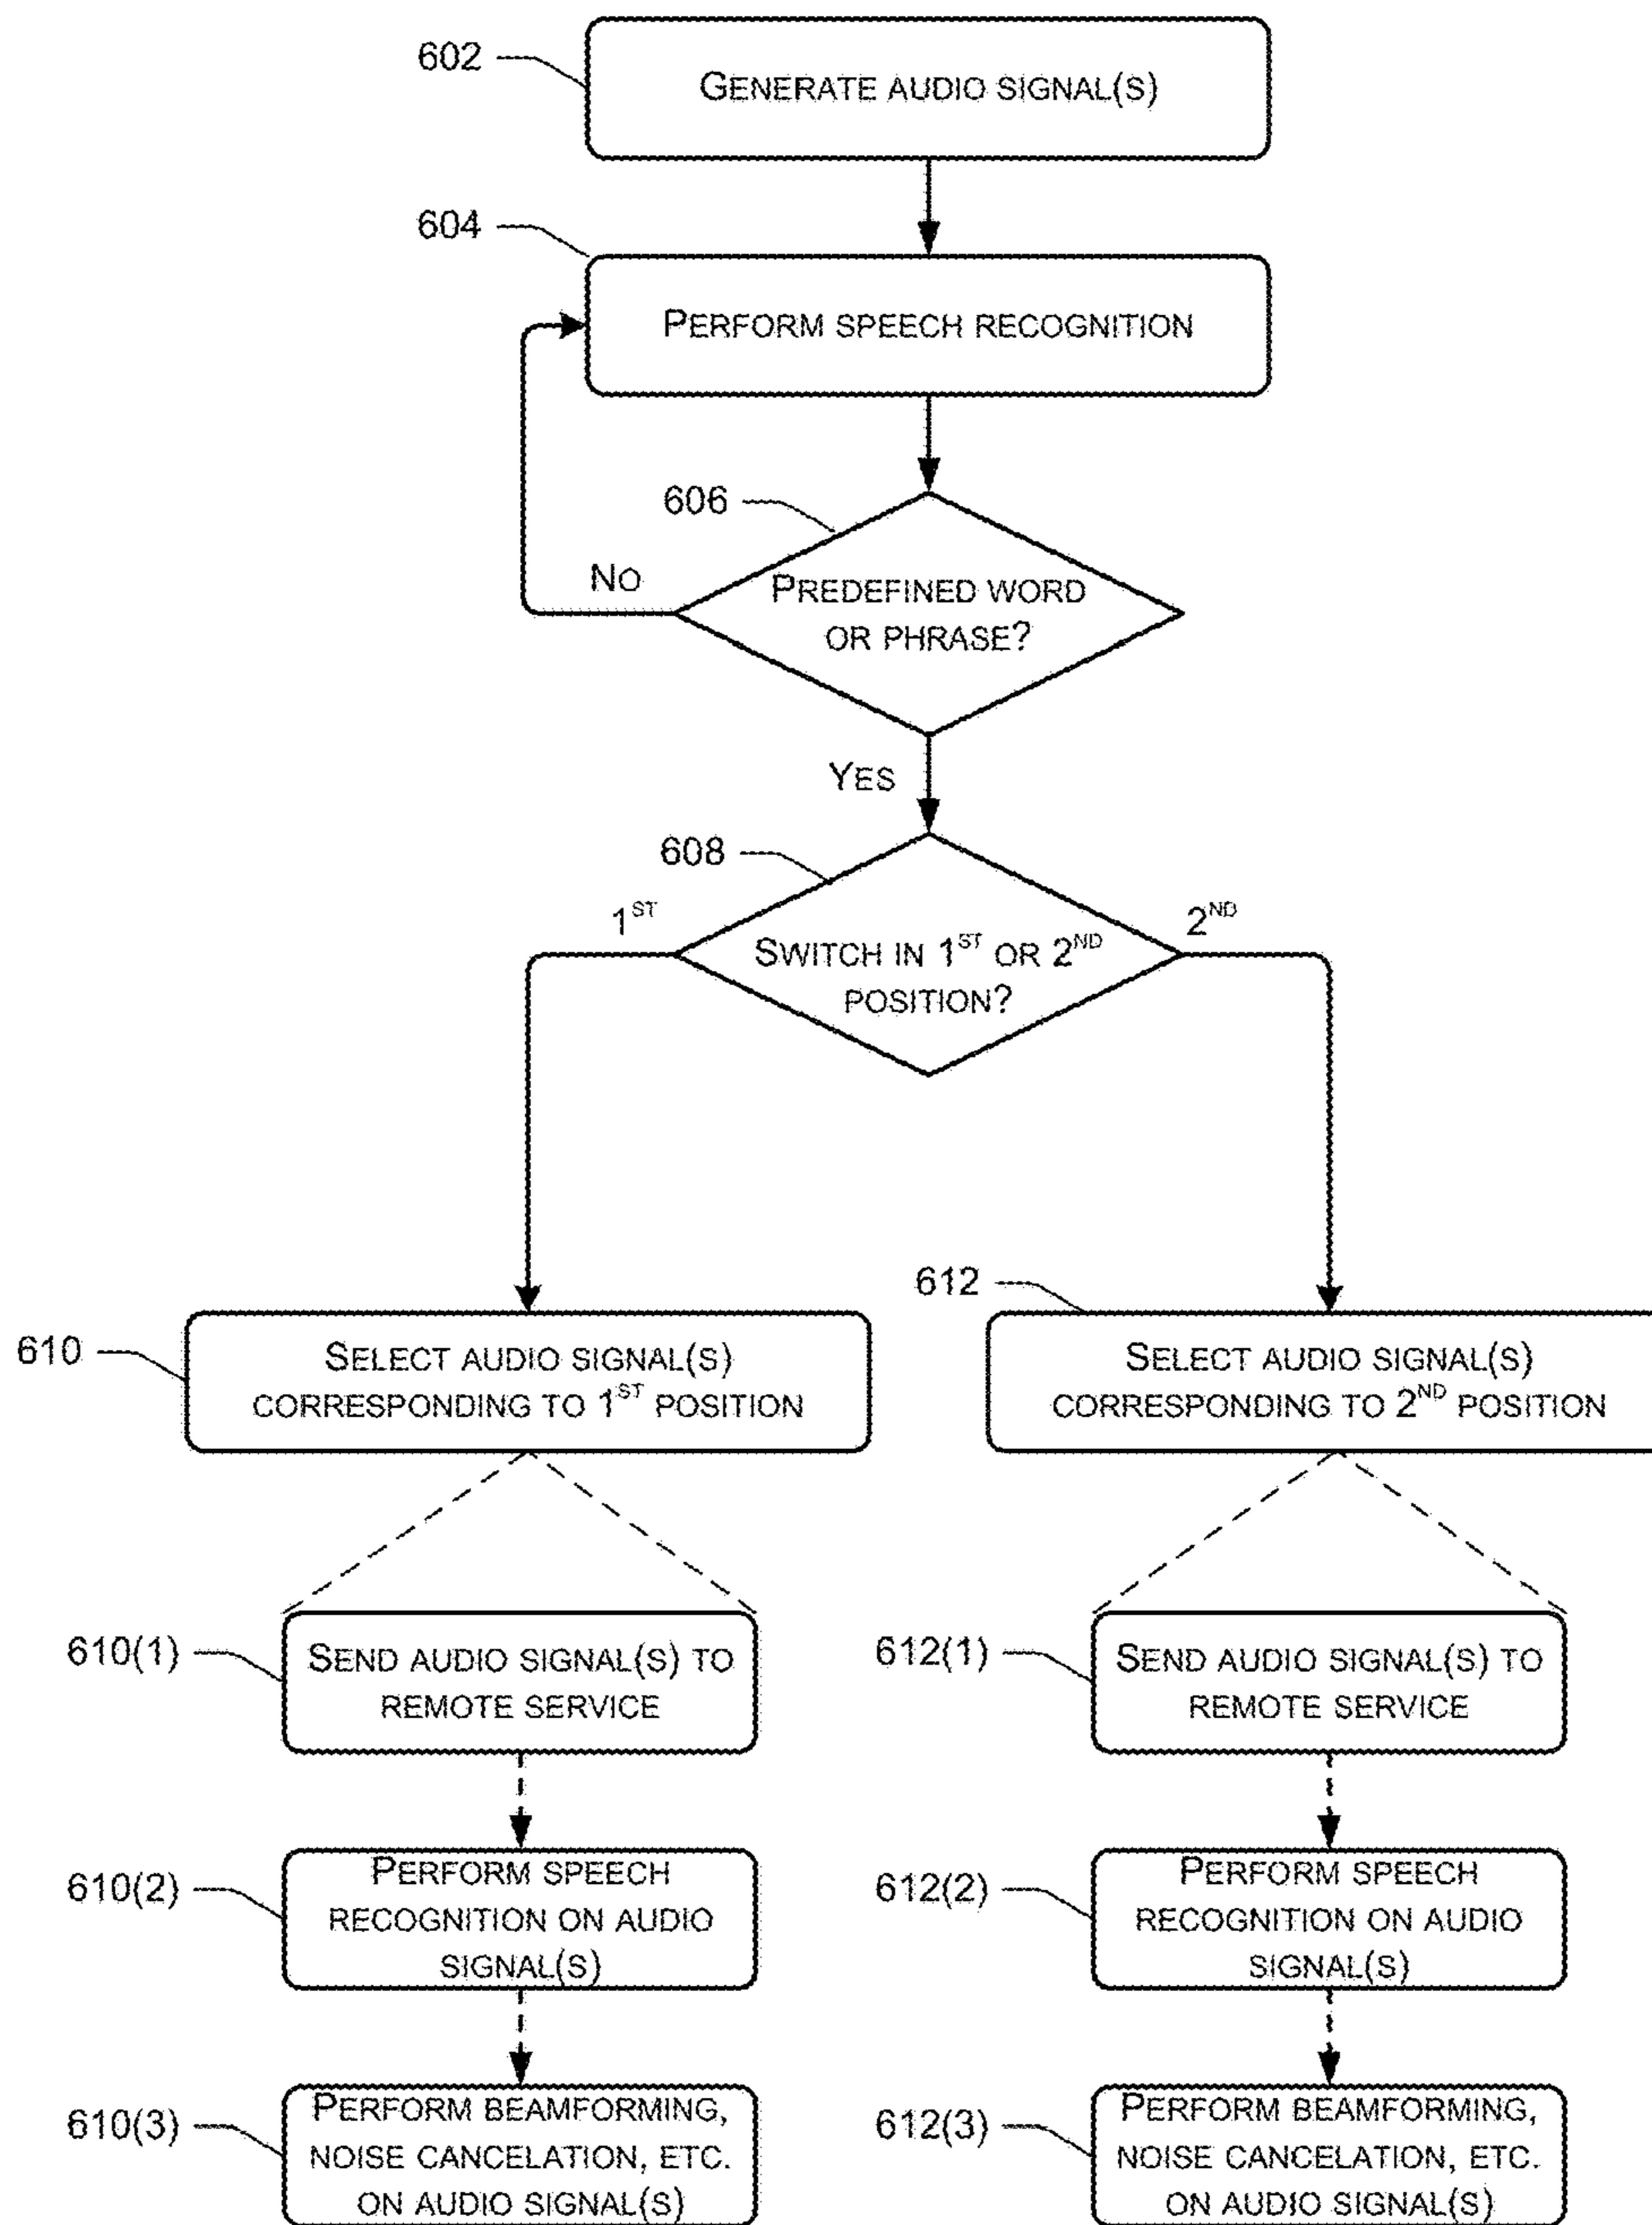 602
GENERATE AUDIO SIGNAL(S)
604
PERFORM SPEECH RECOGNITION
606
NO
PREDEFINED WORD
OR PHRASE?
YES
608
1ST
2ND
SWITCH IN 1ST OR 2ND
POSITION?
610
SELECT AUDIO SIGNAL(S)
CORRESPONDING TO 1ST POSITION
612
SELECT AUDIO SIGNAL(S)
CORRESPONDING TO 2ND POSITION
610(1)
SEND AUDIO SIGNAL(S) TO
REMOTE SERVICE
612(1)
SEND AUDIO SIGNAL(S) TO
REMOTE SERVICE
610(2)
PERFORM SPEECH
RECOGNITION ON AUDIO
SIGNAL(S)
612(2)
PERFORM SPEECH
RECOGNITION ON AUDIO
SIGNAL(S)
610(3)
PERFORM BEAMFORMING,
NOISE CANCELATION, ETC.
ON AUDIO SIGNAL(S)
612(3)
PERFORM BEAMFORMING,
NOISE CANCELATION, ETC.
ON AUDIO SIGNAL(S)